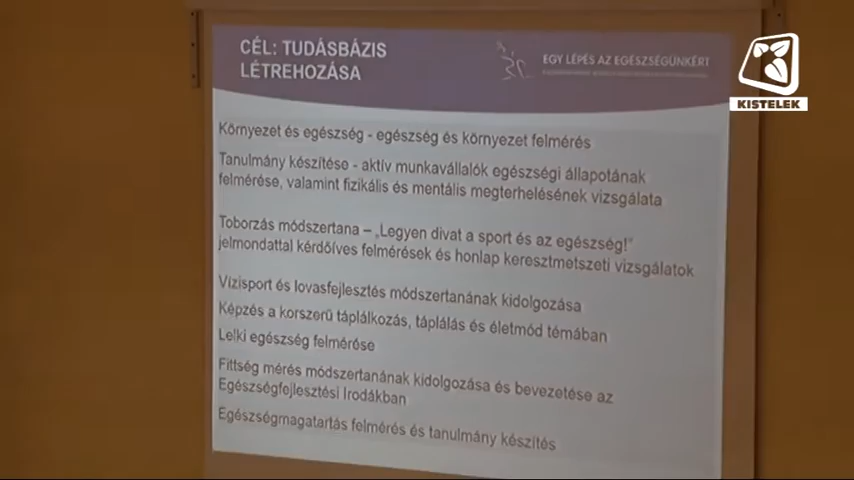 CÉL: TUDÁSBÁZIS
LÉTREHOZÁSA
EGY LÉPÉS AZ EGÉSZSÉGÜNKÉRT
KISTELEK
Környezet és egészség - egészség és környezet felmérés
Tanulmány készítése - aktív munkavállalók egészségi állapotának
felmérése, valamint fizikális és mentális megterhelésének vizsgálata
Toborzás módszertana – „Legyen divat a sport és az egészség!”
jelmondattal kérdőíves felmérések és honlap keresztmetszeti vizsgálatok
Vízisport és lovasfejlesztés módszertanának kidolgozása
Képzés a korszerű táplálkozás, táplálás és életmód témában
Lelki egészség felmérése
Fittség mérés módszertanának kidolgozása és bevezetése az
Egészségfejlesztési Irodákban
Egészségmagatartás felmérés és tanulmány készítés